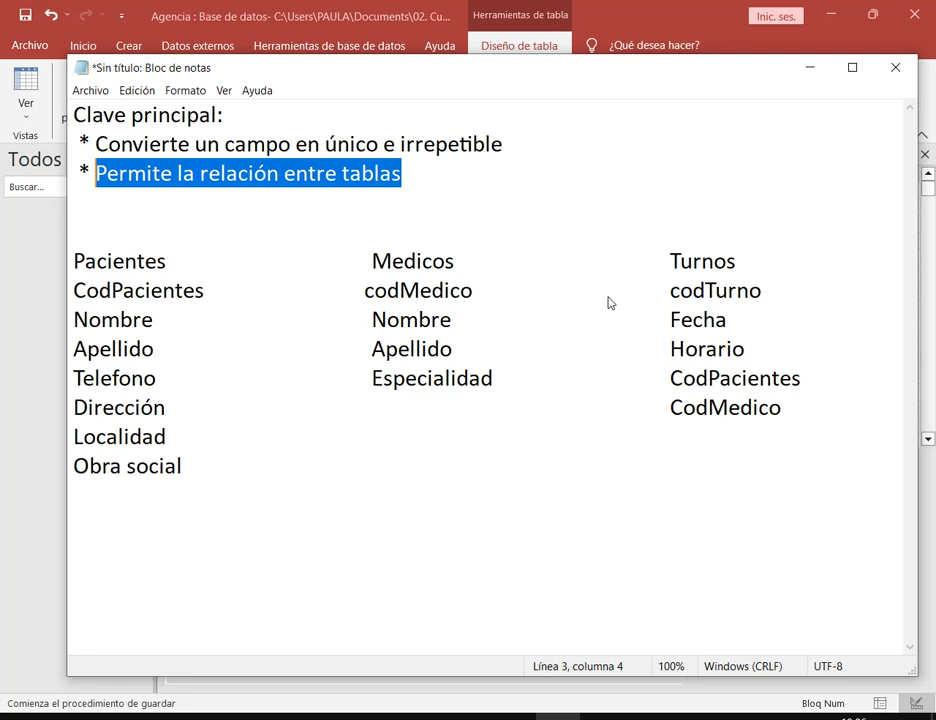 Agencia : Base de datos- C:\Users\PAULA\Documents\02. Cu...
Herramientas de tabla
Inic. ses.
Archivo Inicio Crear Datos externos Herramientas de base de datos Ayuda Diseño de tabla ¿Qué desea hacer?
*Sin título: Bloc de notas
Archivo Edición Formato Ver Ayuda
Ver
Vistas
Todos
Buscar...
Clave principal:
* Convierte un campo en único e irrepetible
* Permite la relación entre tablas
Pacientes Medicos Turnos
CodPacientes codMedico codTurno
Nombre Nombre Fecha
Apellido Apellido Horario
Telefono Especialidad CodPacientes
Dirección CodMedico
Localidad
Obra social
Línea 3, columna 4 100% Windows (CRLF) UTF-8
Comienza el procedimiento de guardar Bloq Num